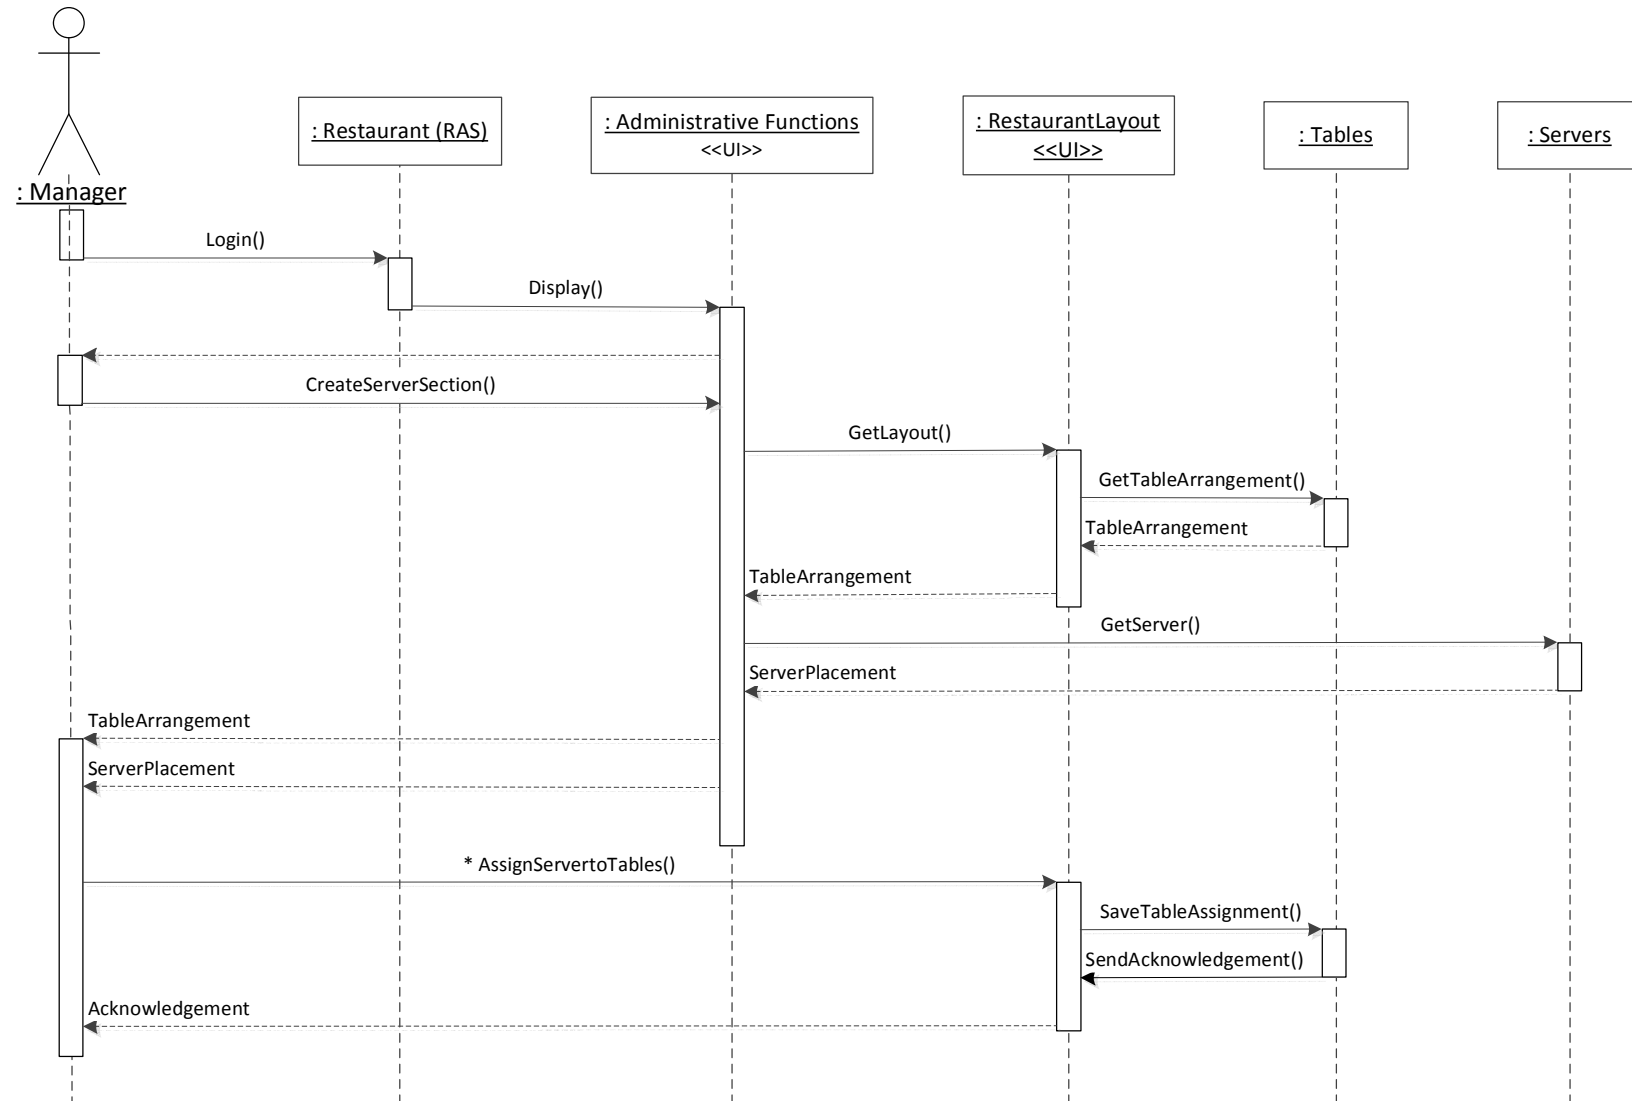 : Manager
: Restaurant (RAS)
: Administrative Functions
<<UI>>
: RestaurantLayout
<<UI>>
: Tables
: Servers
Login()
Display()
CreateServerSection()
GetLayout()
GetTableArrangement()
TableArrangement
TableArrangement
GetServer()
ServerPlacement
TableArrangement
ServerPlacement
* AssignServertoTables()
SaveTableAssignment()
SendAcknowledgement()
Acknowledgement